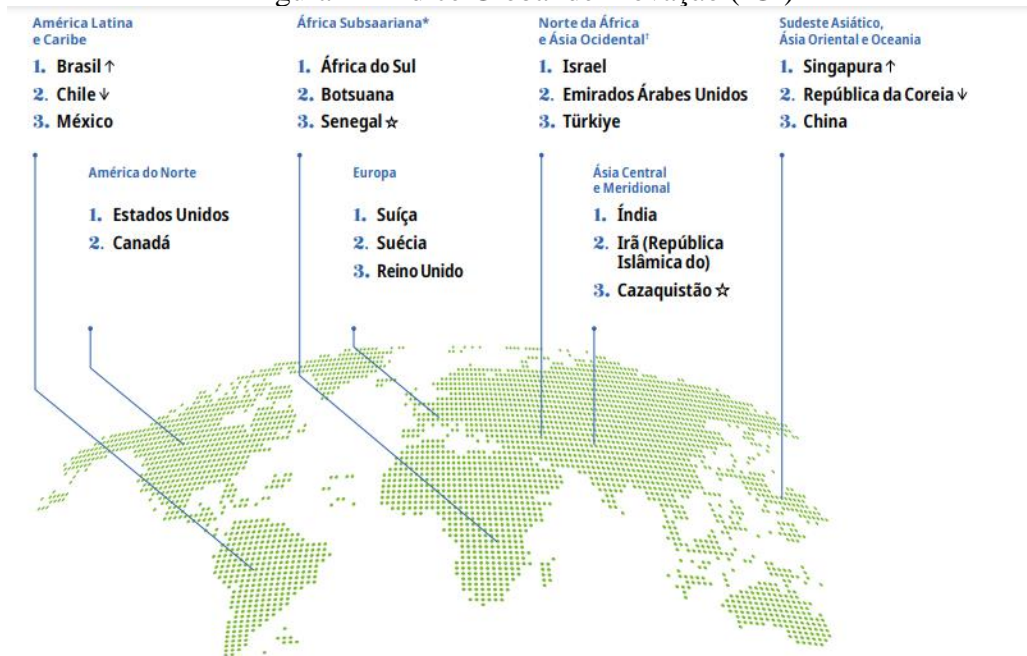 América Latina
e Caribe
1. Brasil ↑
2. Chile ↓
3. México
África Subsaariana*
1. África do Sul
2. Botsuana
3. Senegal ☆
Norte da África
e Ásia Ocidental†
1. Israel
2. Emirados Árabes Unidos
3. Türkiye
Sudeste Asiático,
Ásia Oriental e Oceania
1. Singapura ↑
2. República da Coreia ↓
3. China
América do Norte
1. Estados Unidos
2. Canadá
Europa
1. Suíça
2. Suécia
3. Reino Unido
Ásia Central
e Meridional
1. Índia
2. Irã (República
Islâmica do)
3. Cazaquistão ☆